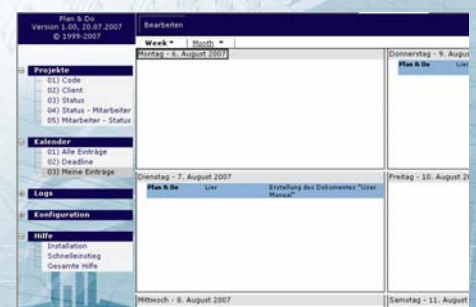 Plan & Do
Version 1.00, 20.07.2007
© 1999-2007
Projekte
01) Code
02) Client
03) Status
04) Status - Mitarbeiter
05) Mitarbeiter - Status
Kalender
01) Alle Einträge
02) Deadline
03) Meine Einträge
Logs
Konfiguration
Hilfe
Installation
Schnelleinstieg
Gesamte Hilfe
Bearbeiten
Week Month
Montag - 6. August 2007
Dienstag - 7. August 2007
Plan & Do Lier Erstellung des Dokumentes "User
Manual"
Mittwoch - 8. August 2007
Donnerstag - 9. Augus
Plan & Do Lier
Freitag - 10. August 20
Samstag - 11. August